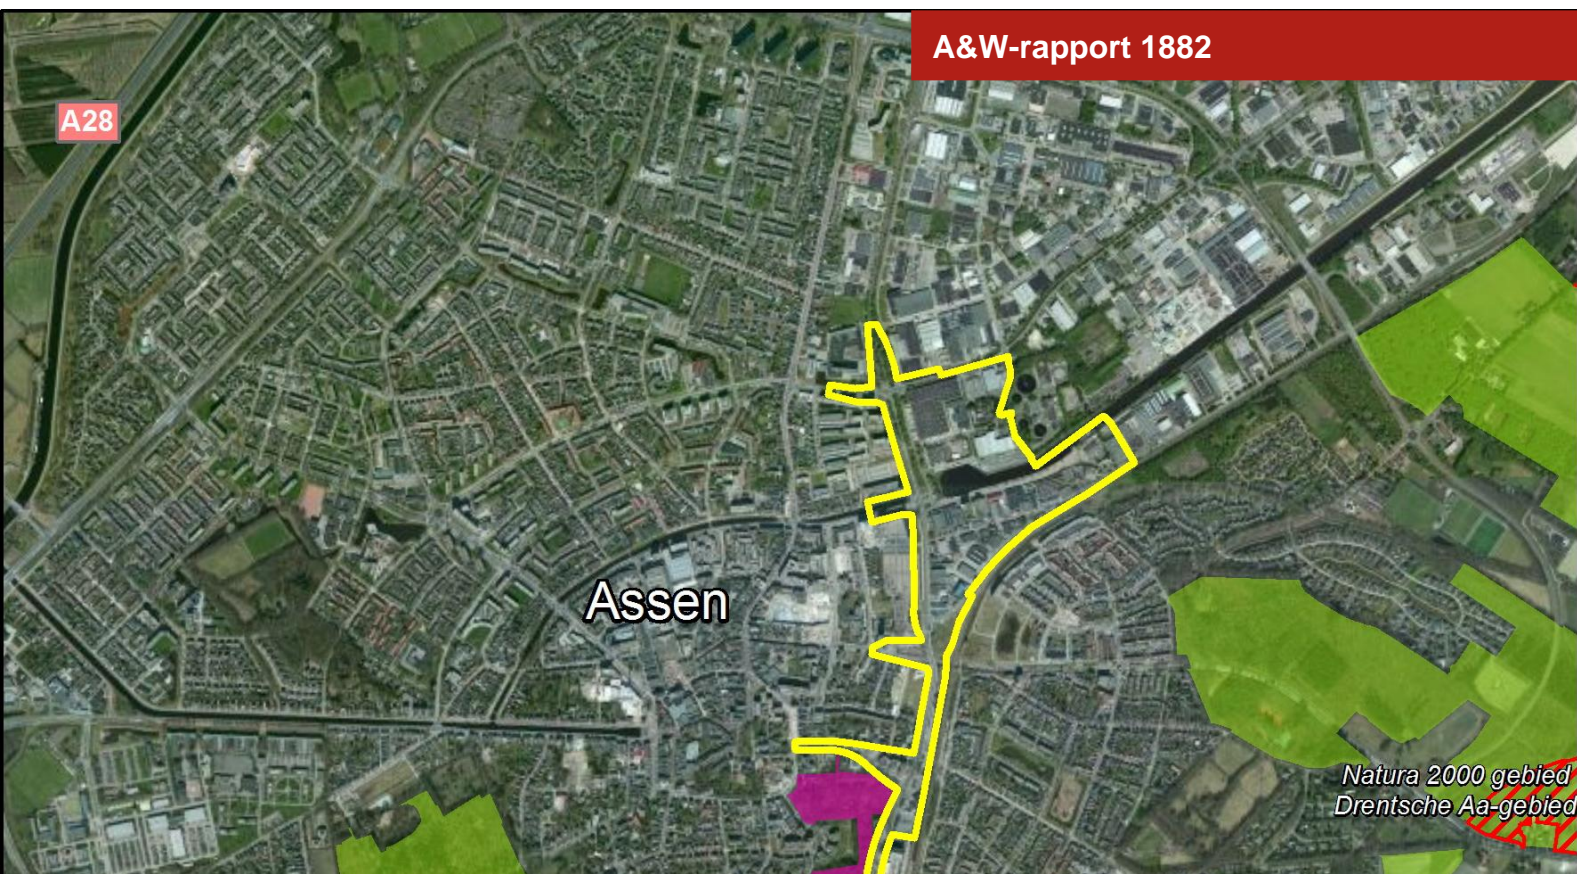 A&W-rapport 1882
A28
Assen
Natura 2000 gebied
Drentsche Aa-gebied